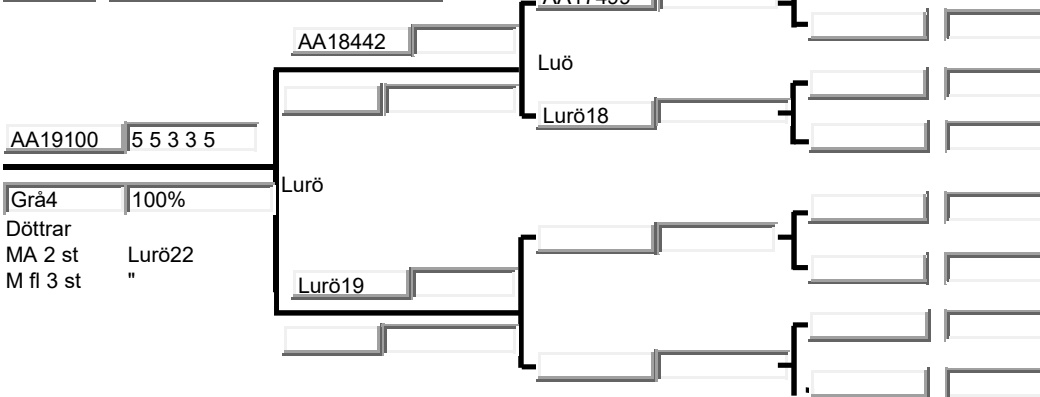 AA18442
Luö
Lurö18
AA19100 5 5 3 3 5
Lurö
Grå4 100%
Döttrar
MA 2 st Lurö22
M fl 3 st "
Lurö19